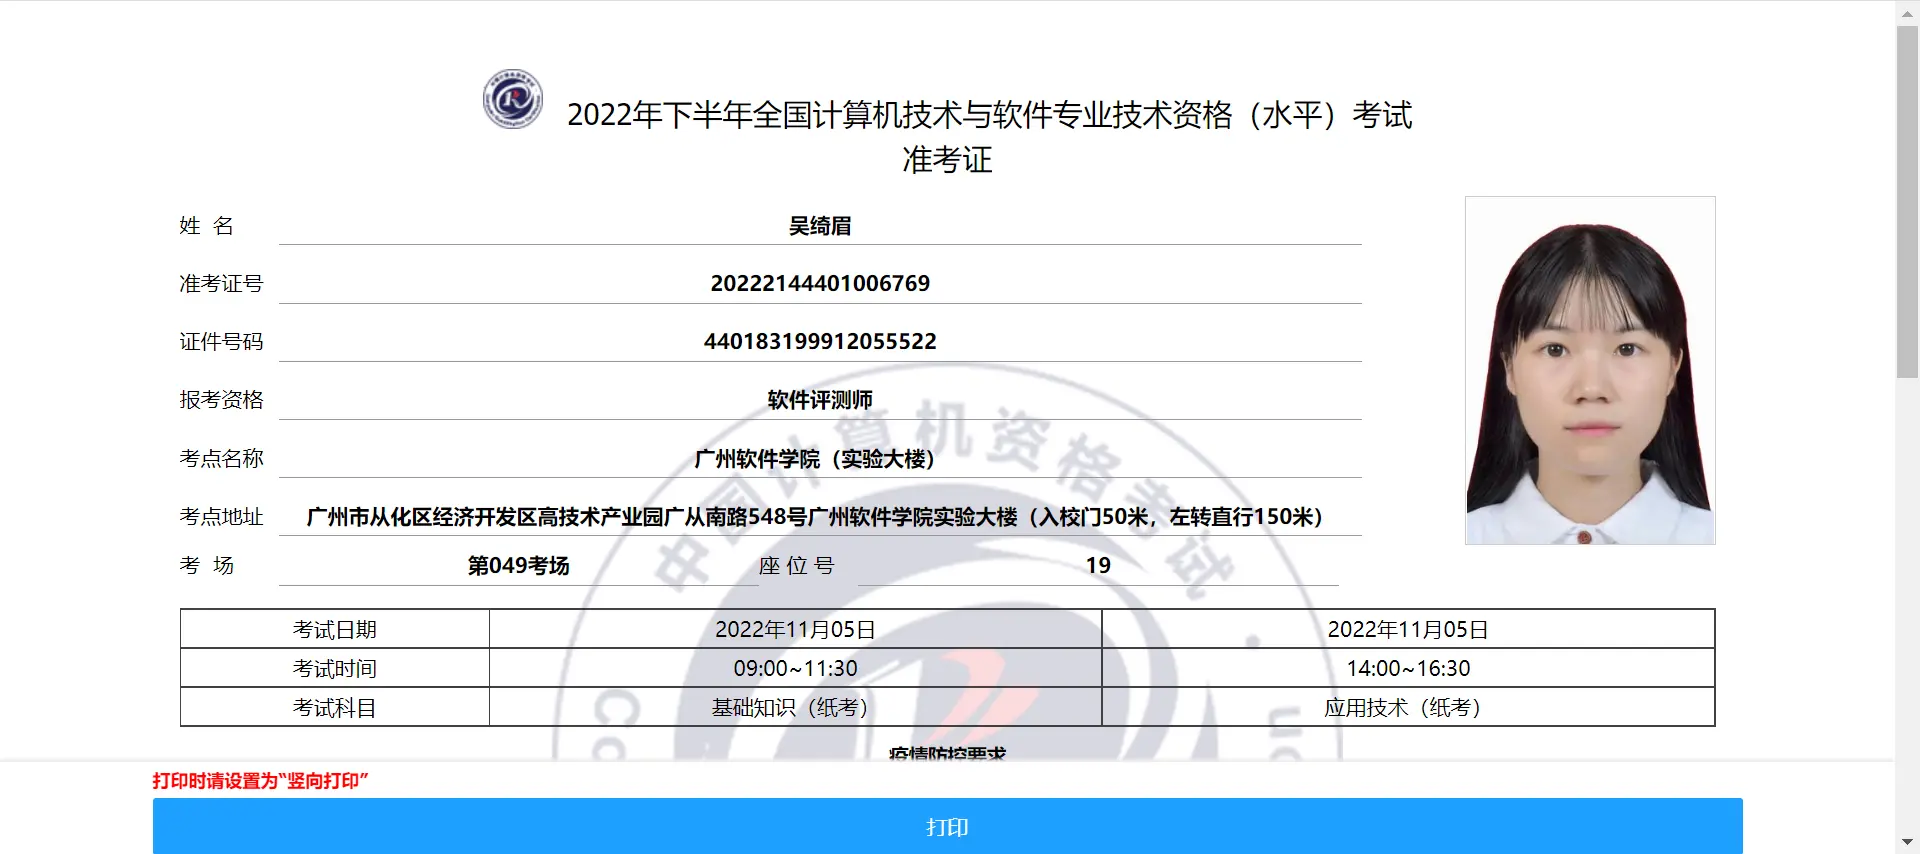 2022年下半年全国计算机技术与软件专业技术资格（水平）考试
准考证
姓 名 吴绮眉
准考证号 20222144401006769
证件号码 440183199912055522
报考资格 软件评测师
考点名称 广州软件学院（实验大楼）
考点地址 广州市从化区经济开发区高技术产业园广从南路548号广州软件学院实验大楼（入校门50米，左转直行150米）
考 场 第049考场 座 位 号 19
考试日期 2022年11月05日 2022年11月05日
考试时间 09:00~11:30 14:00~16:30
考试科目 基础知识（纸考） 应用技术（纸考）
疫情防控要求
中国计算机资格考试
打印时请设置为“竖向打印”
打印